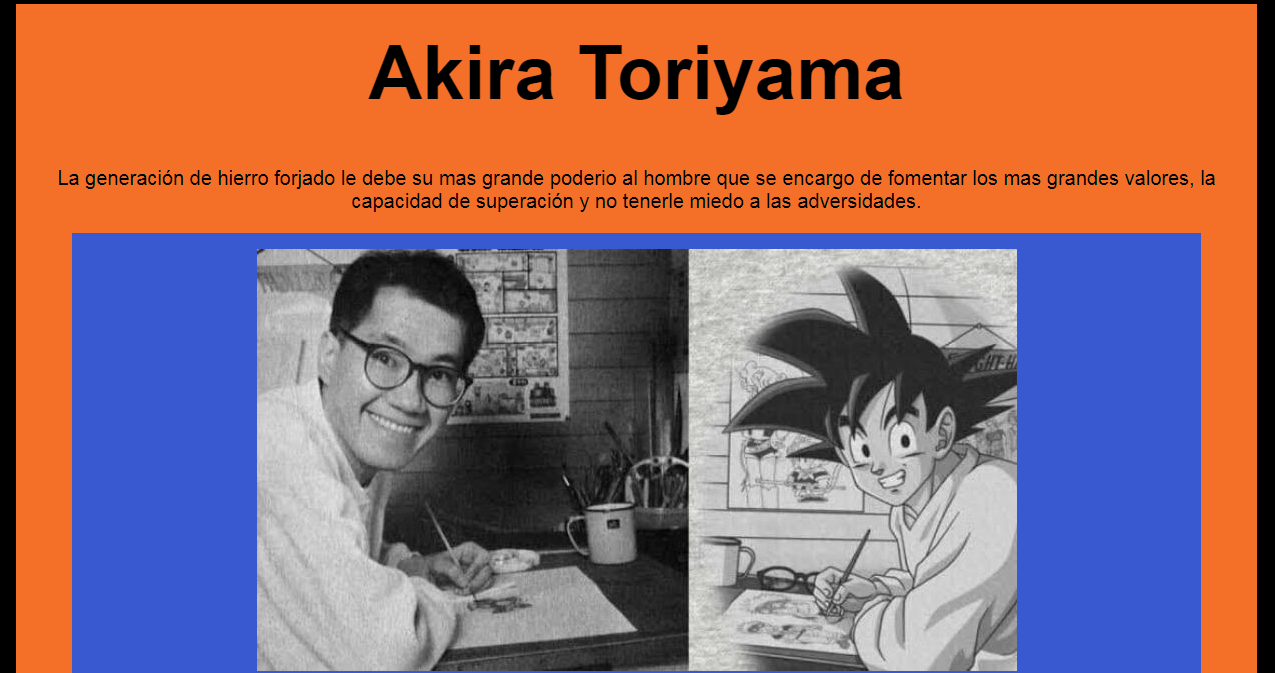 Akira Toriyama
La generación de hierro forjado le debe su mas grande poderio al hombre que se encargo de fomentar los mas grandes valores, la
capacidad de superación y no tenerle miedo a las adversidades.